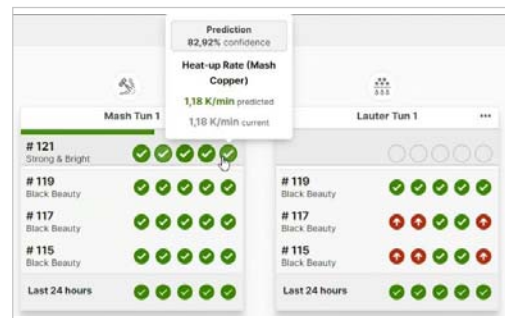 Prediction
82,92% confidence
Heat-up Rate (Mash
Copper)
1,18 K/min predicted
1,18 K/min current
Mash Tun 1
Lauter Tun 1
# 121
Strong & Bright
# 119
Black Beauty
# 119
Black Beauty
# 117
Black Beauty
# 117
Black Beauty
# 115
Black Beauty
# 115
Black Beauty
Last 24 hours
Last 24 hours